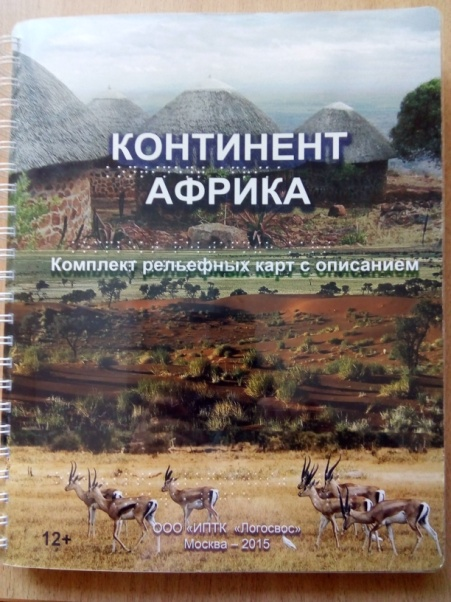 КОНТИНЕНТ
АФРИКА
Комплект рельефных карт с описанием
12+
ООО «ИПТК «Логосвос»
Москва – 2015